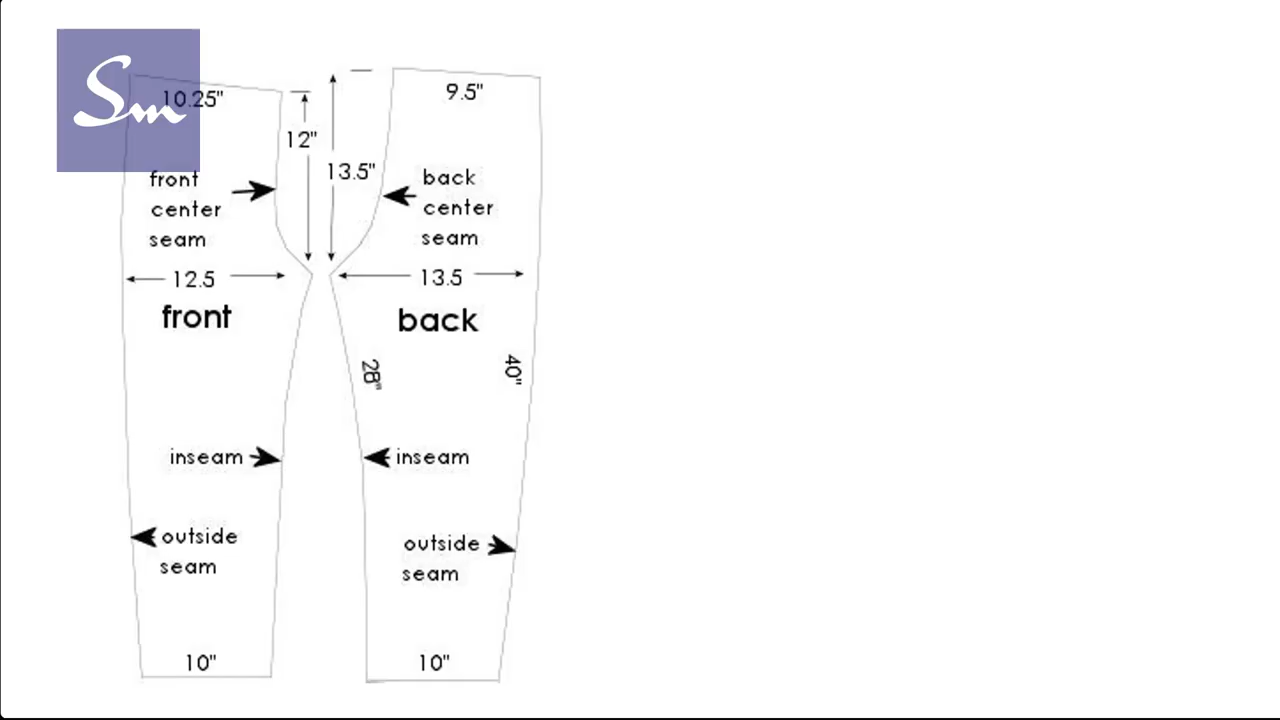 Sm
10.25"
9.5"
12"
13.5"
front
center
seam
back
center
seam
12.5
13.5
front
back
28"
40"
inseam
inseam
outside
seam
outside
seam
10"
10"